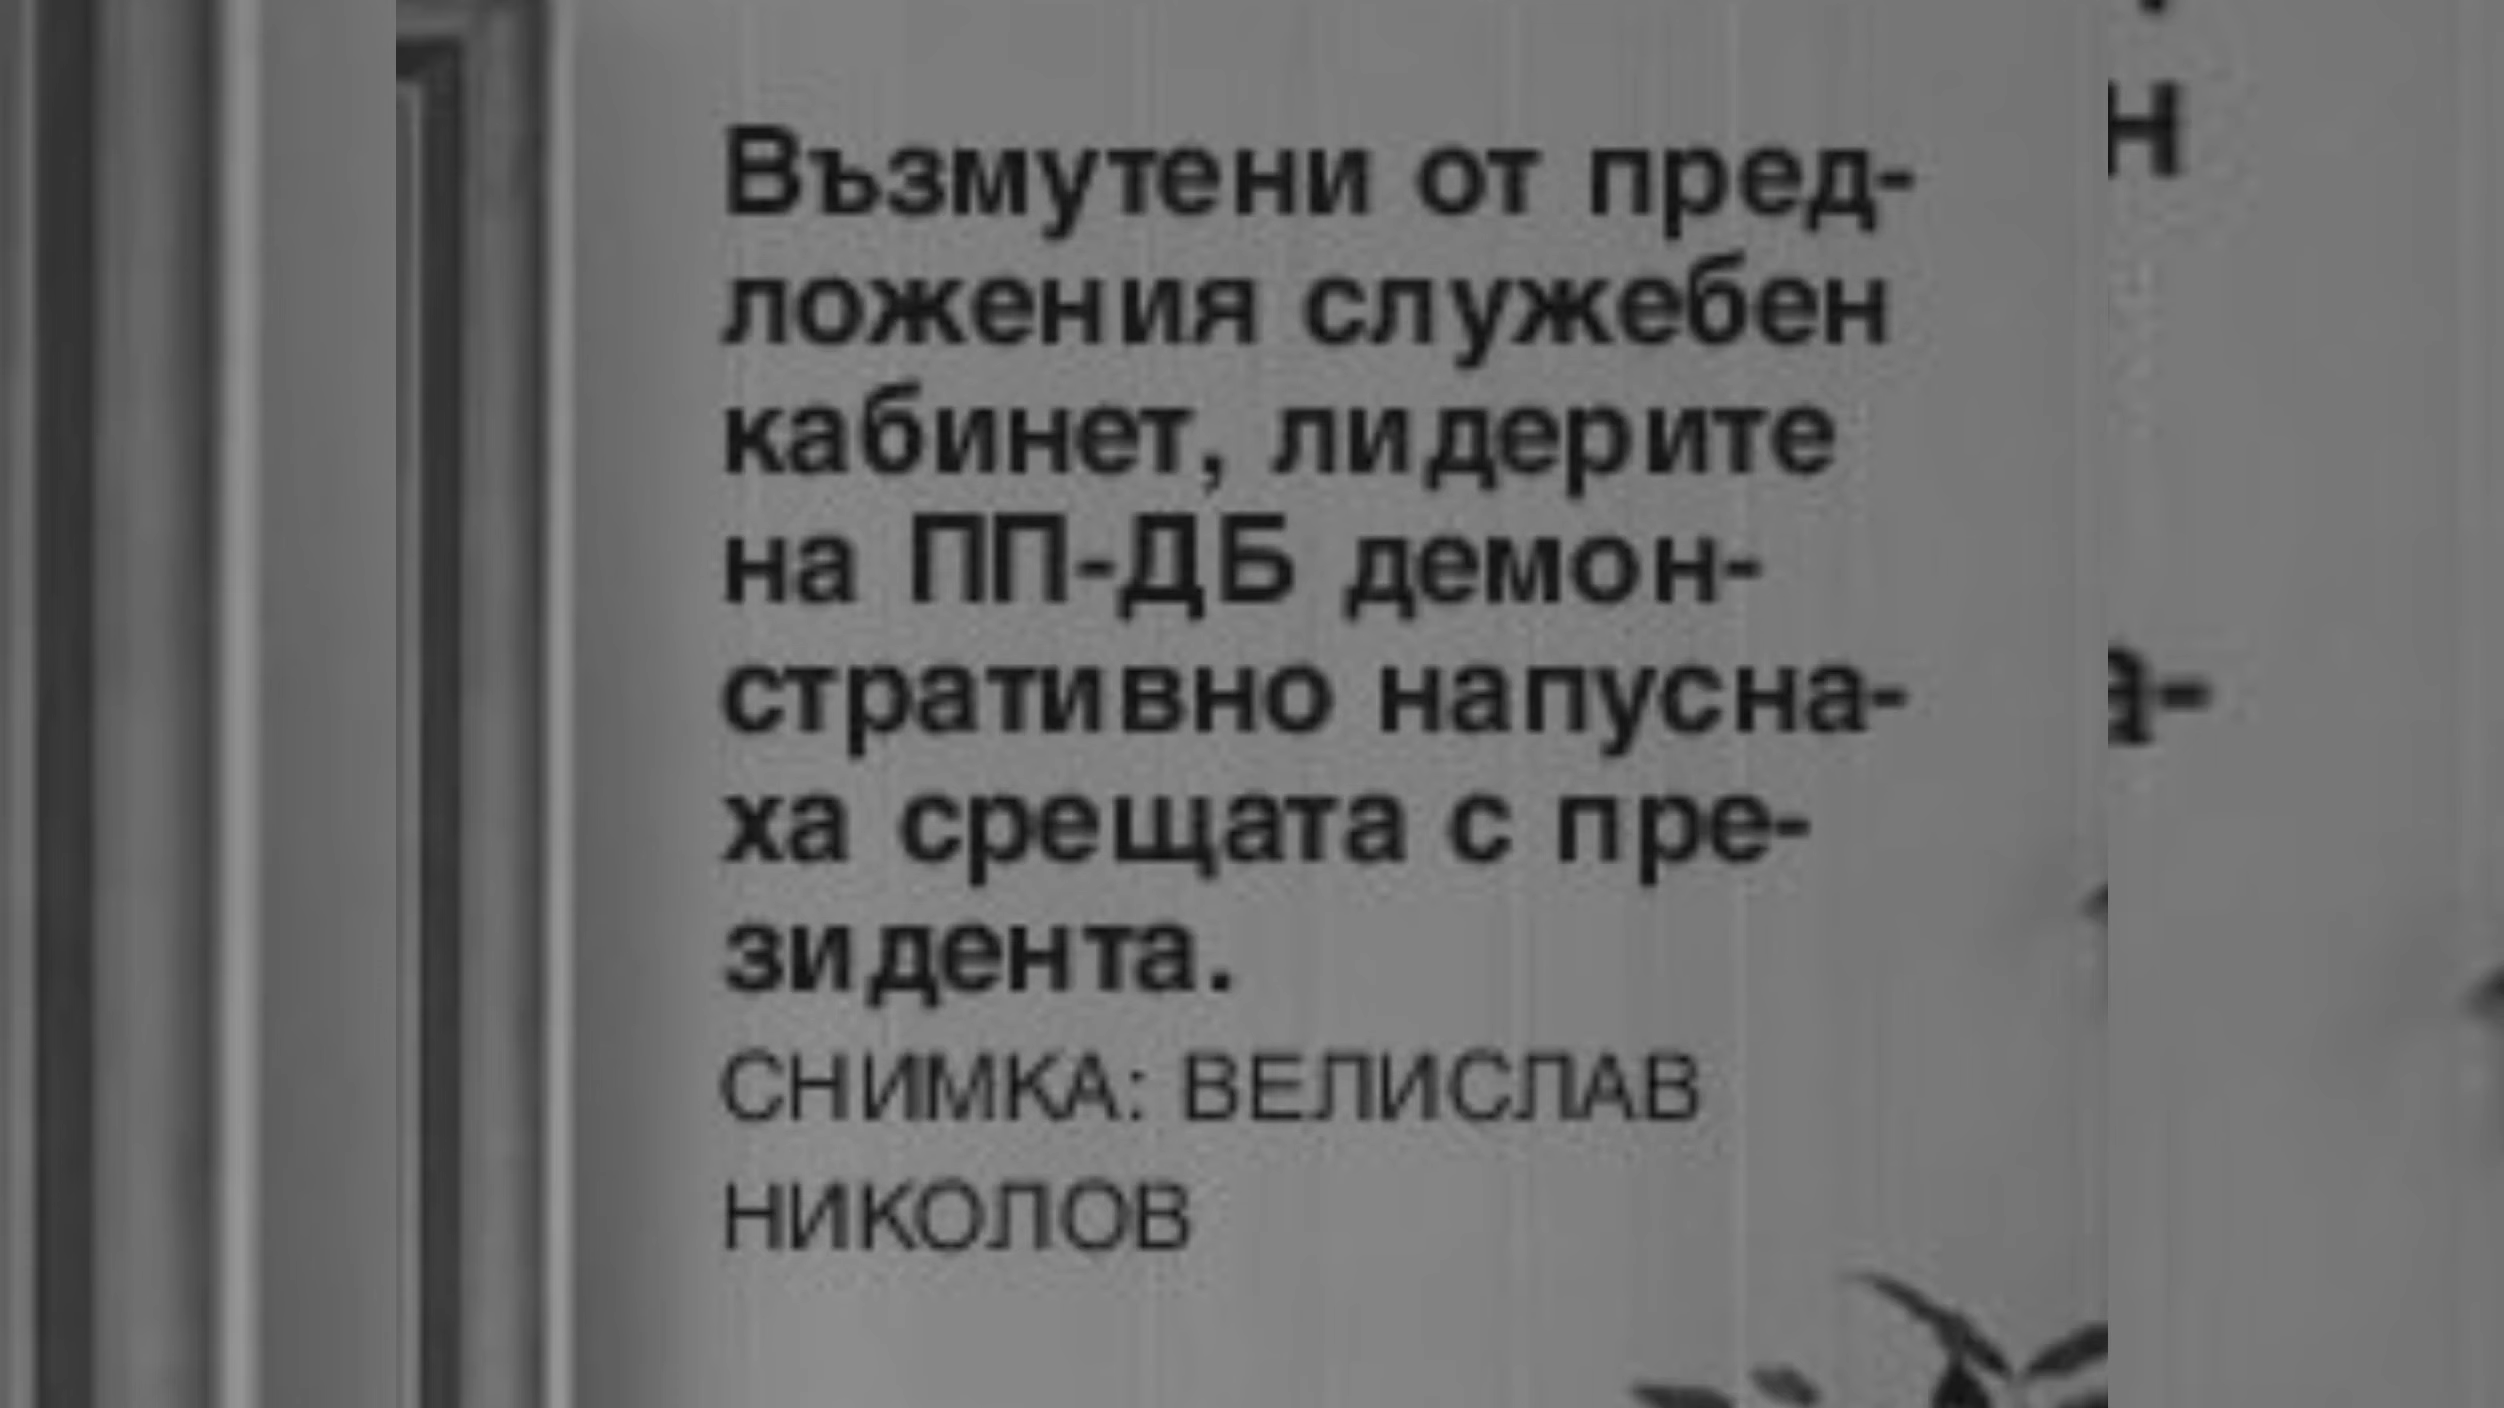 Възмутени от пред-
ложения служебен
кабинет, лидерите
на ПП-ДБ демон-
стративно напусна-
ха срещата с пре-
зидента.
СНИМКА: ВЕЛИСЛАВ
НИКОЛОВ